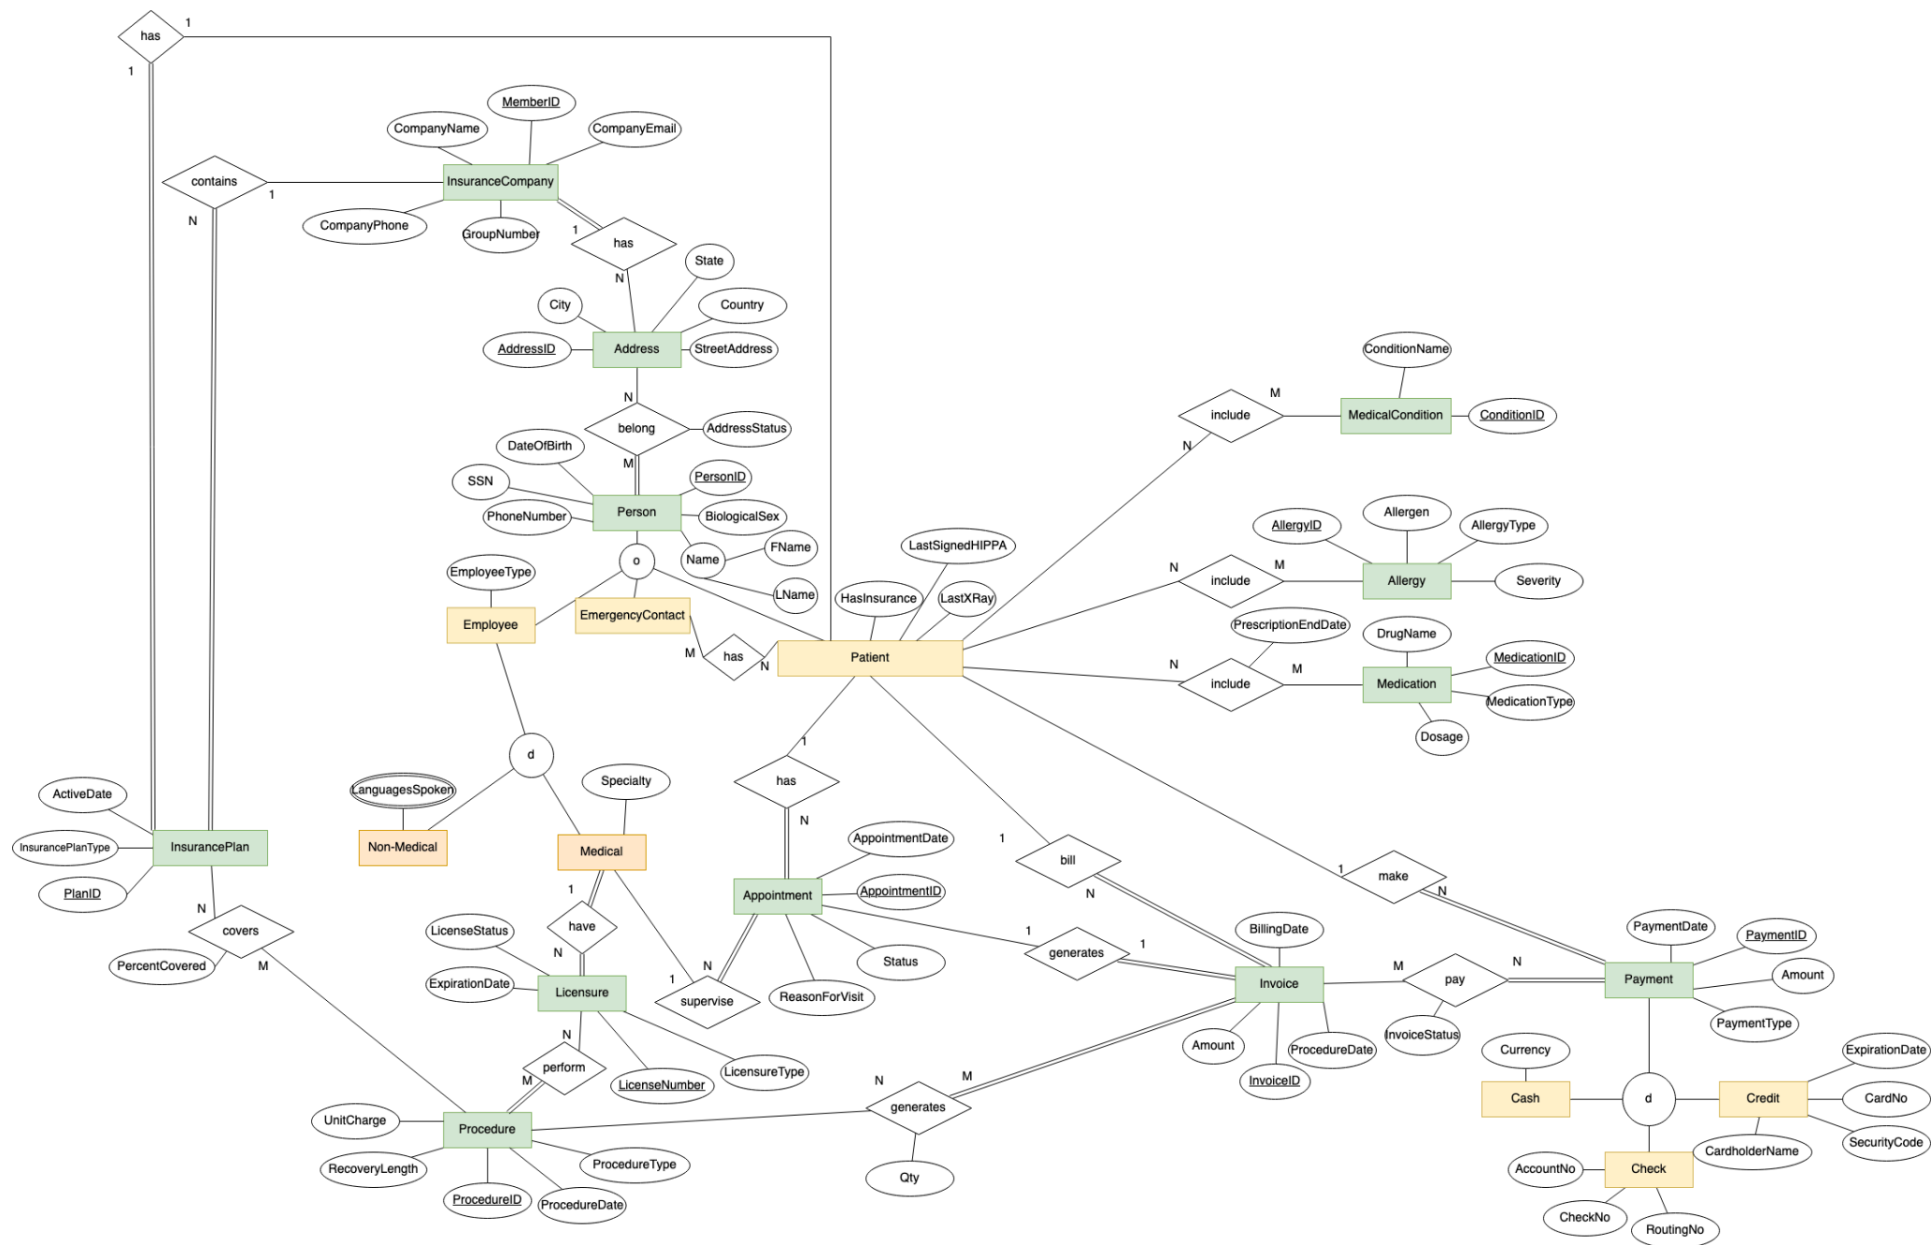 has
1
1
MemberID
CompanyName
CompanyEmail
contains
1
N
InsuranceCompany
CompanyPhone
GroupNumber
1
has
N
State
City
Country
AddressID
Address
StreetAddress
N
belong
AddressStatus
M
DateOfBirth
SSN
PersonID
PhoneNumber
Person
BiologicalSex
Name
FName
LName
o
EmployeeType
Employee
EmergencyContact
M
has
N
HasInsurance
LastSignedHIPPA
LastXRay
Patient
ConditionName
include
M
N
MedicalCondition
ConditionID
AllergyID
Allergen
AllergyType
N
include
M
Allergy
Severity
PrescriptionEndDate
DrugName
MedicationID
N
include
M
Medication
MedicationType
Dosage
d
LanguagesSpoken
Specialty
Non-Medical
Medical
ActiveDate
InsurancePlanType
InsurancePlan
PlanID
N
covers
PercentCovered
M
1
has
N
AppointmentDate
Appointment
AppointmentID
Status
ReasonForVisit
1
have
N
LicenseStatus
ExpirationDate
Licensure
LicenseNumber
LicensureType
N
1
supervise
N
perform
M
UnitCharge
Procedure
RecoveryLength
ProcedureType
ProcedureID
ProcedureDate
1
bill
N
1
generates
1
BillingDate
Invoice
Amount
ProcedureDate
InvoiceID
N
M
generates
Qty
1
make
N
M
pay
N
InvoiceStatus
PaymentDate
PaymentID
Payment
Amount
PaymentType
Currency
Cash
d
Credit
ExpirationDate
CardNo
SecurityCode
CardholderName
AccountNo
Check
CheckNo
RoutingNo